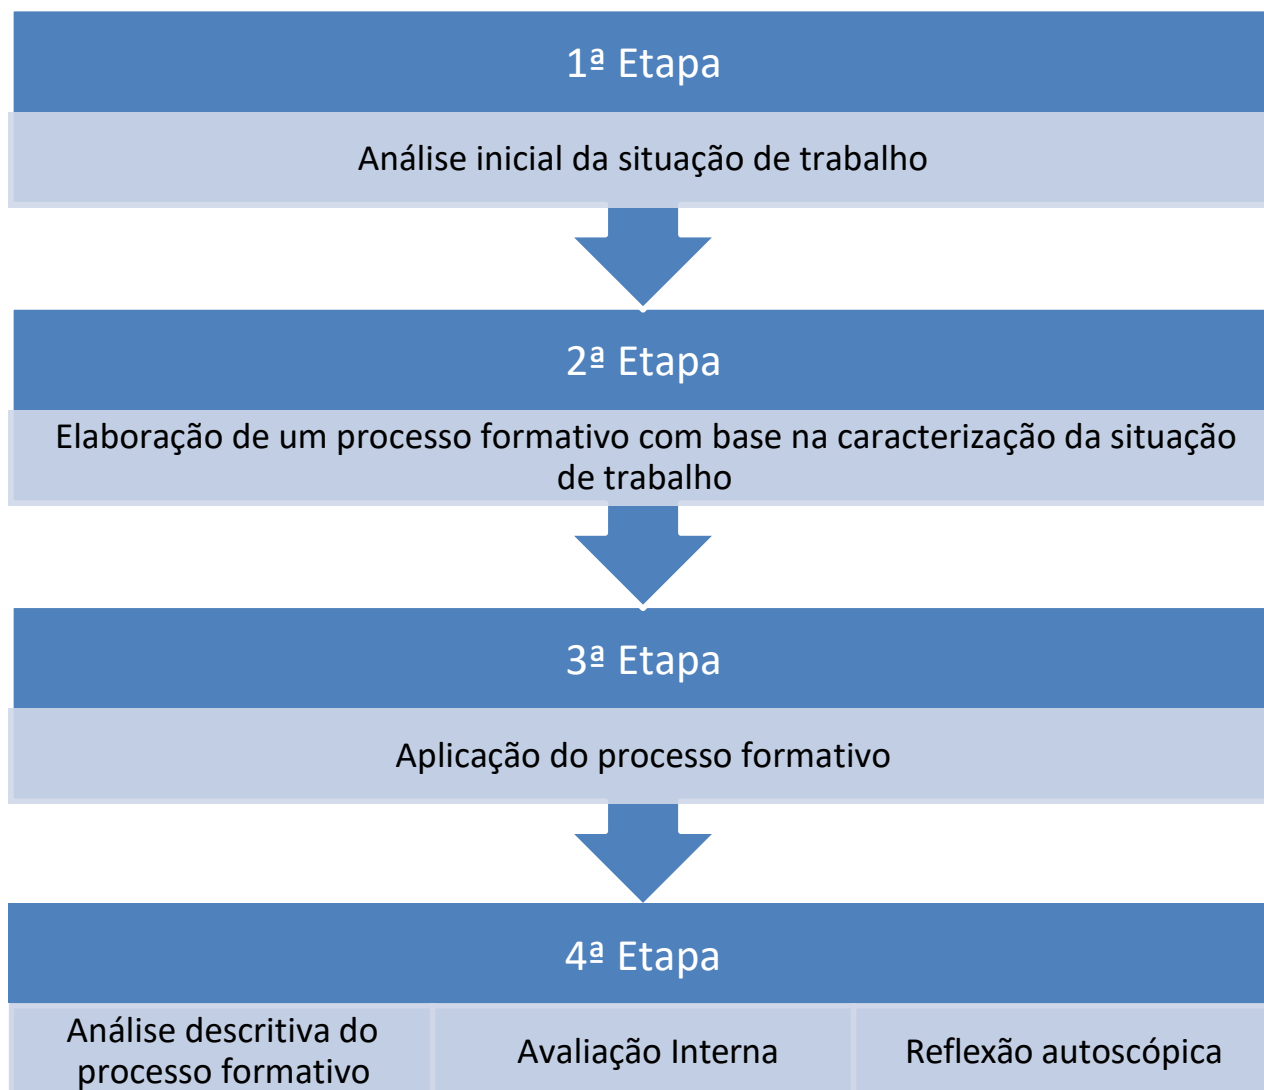 1ª Etapa
Análise inicial da situação de trabalho
2ª Etapa
Elaboração de um processo formativo com base na caracterização da situação
de trabalho
3ª Etapa
Aplicação do processo formativo
4ª Etapa
Análise descritiva do
processo formativo
Avaliação Interna
Reflexão autoscópica